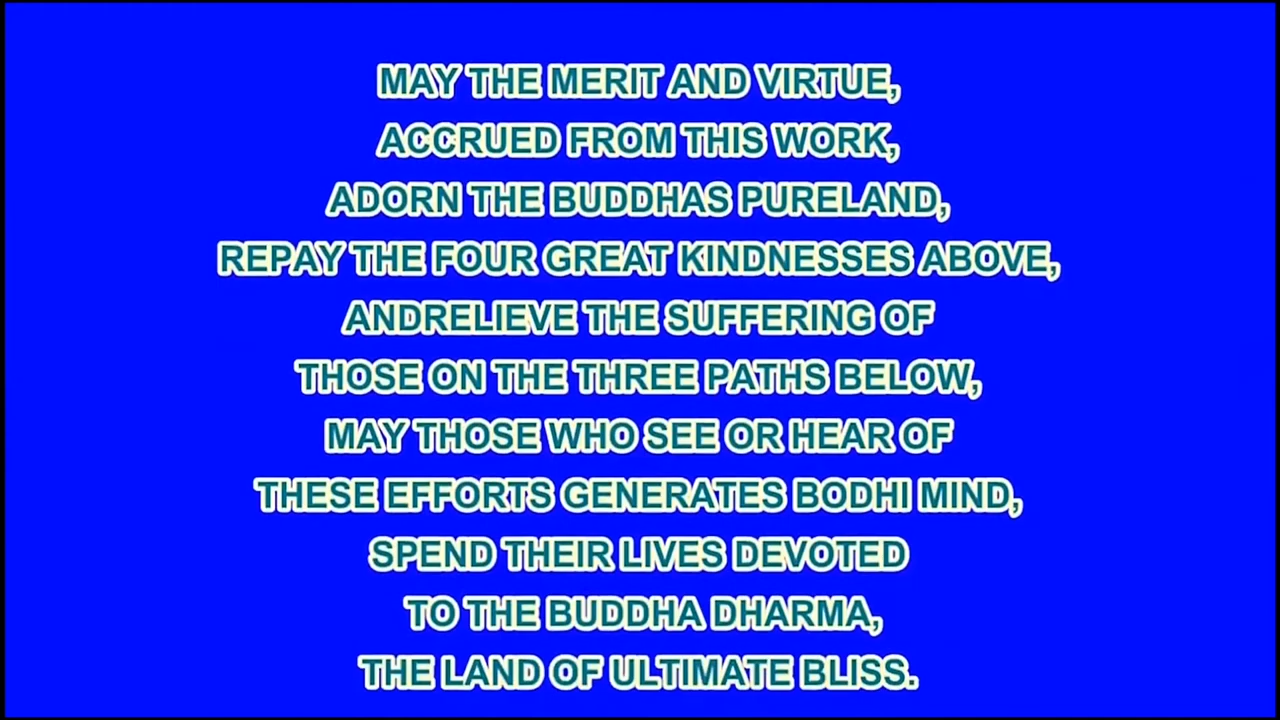 MAY THE MERIT AND VIRTUE,
ACCRUED FROM THIS WORK,
ADORN THE BUDDHAS PURELAND,
REPAY THE FOUR GREAT KINDNESSES ABOVE,
ANDRELIEVE THE SUFFERING OF
THOSE ON THE THREE PATHS BELOW,
MAY THOSE WHO SEE OR HEAR OF
THESE EFFORTS GENERATES BODHI MIND,
SPEND THEIR LIVES DEVOTED
TO THE BUDDHA DHARMA,
THE LAND OF ULTIMATE BLISS.